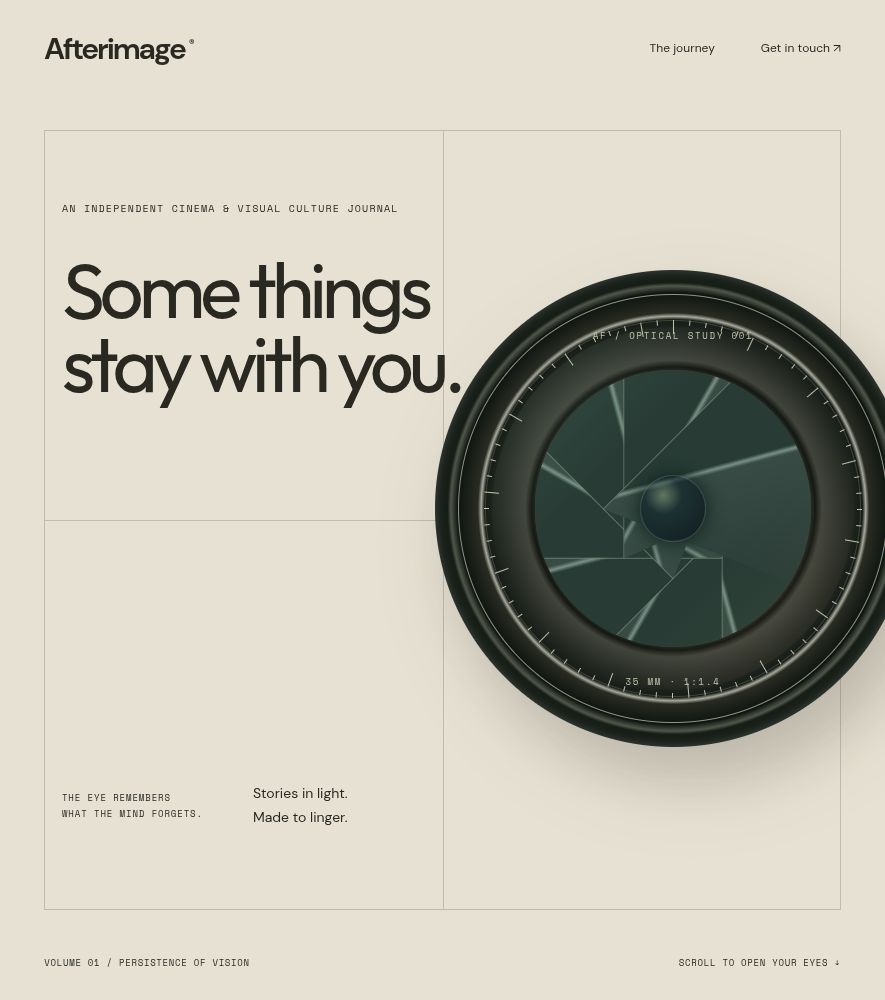 Afterimage®
The journey
Get in touch ↗
AN INDEPENDENT CINEMA & VISUAL CULTURE JOURNAL
Some things
stay with you.
AF / OPTICAL STUDY 001
35 MM · 1:1.4
THE EYE REMEMBERS
WHAT THE MIND FORGETS.
Stories in light.
Made to linger.
VOLUME 01 / PERSISTENCE OF VISION
SCROLL TO OPEN YOUR EYES ↓